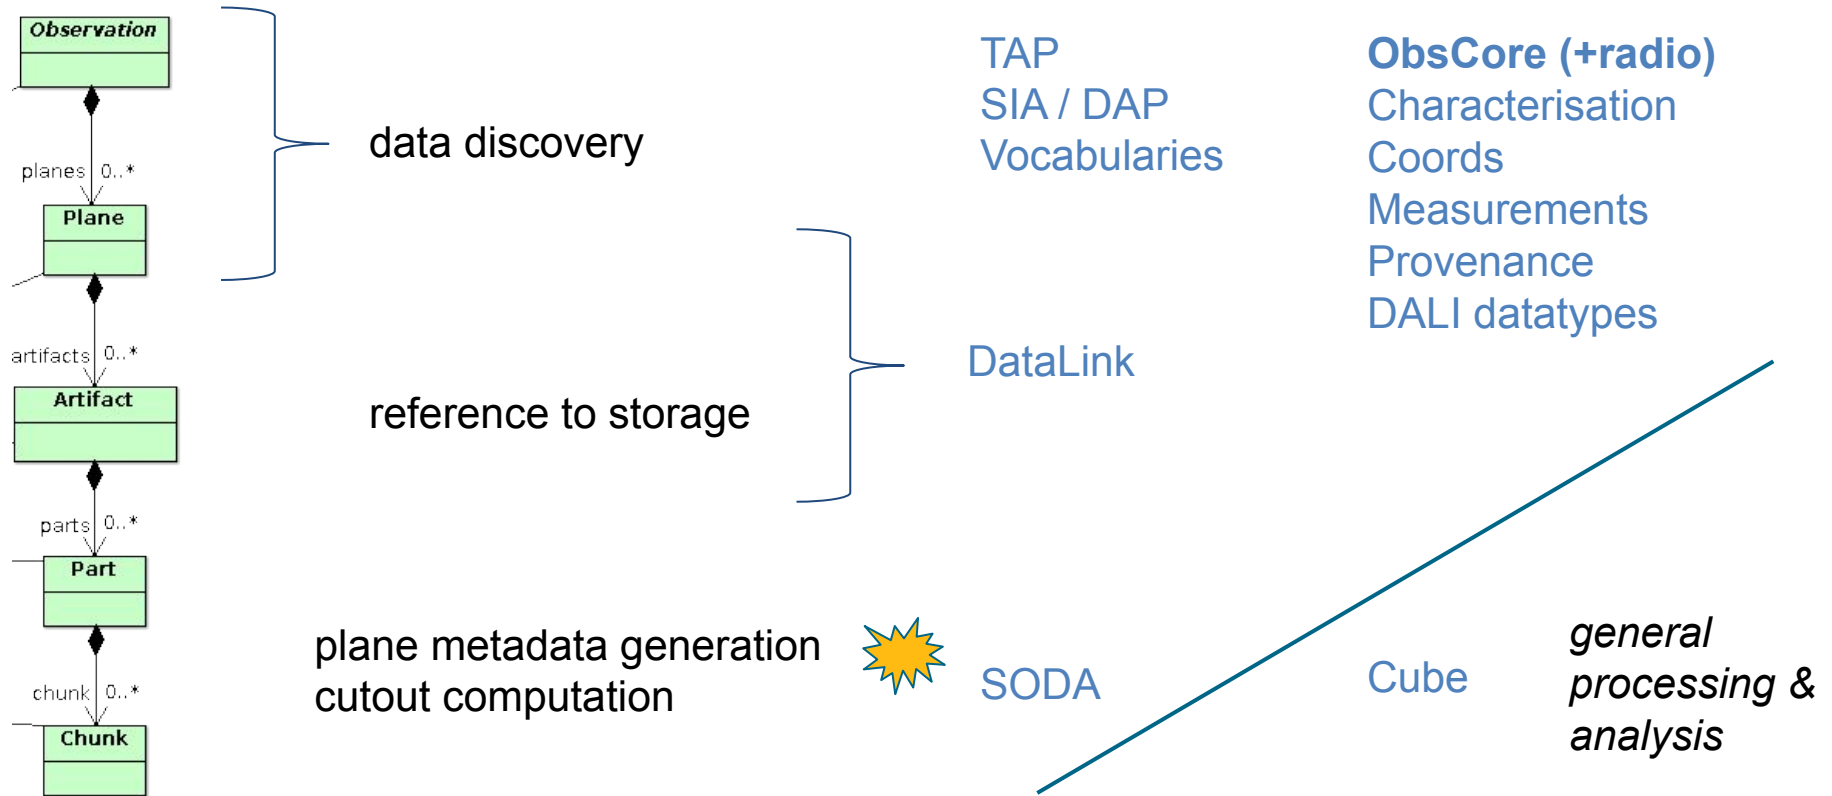 Observation
planes 0..*
Plane
artifacts 0..*
Artifact
parts 0..*
Part
chunk 0..*
Chunk
data discovery
reference to storage
plane metadata generation
cutout computation
TAP
SIA / DAP
Vocabularies
DataLink
SODA
ObsCore (+radio)
Characterisation
Coords
Measurements
Provenance
DALI datatypes
Cube
general
processing &
analysis